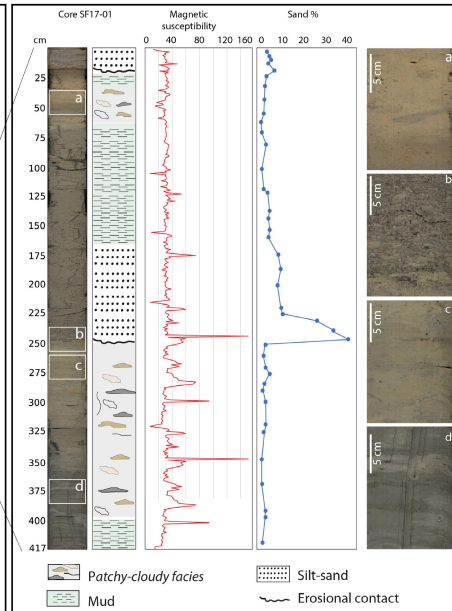 Core SF17-01
Magnetic
susceptibility
Sand %
cm
0 40 80 120 160
0 10 20 30 40
25
50
75
100
125
150
175
200
225
250
275
300
325
350
375
400
417
a
b
c
d
5 cm
a
5 cm
b
5 cm
c
5 cm
d
Patchy-cloudy facies
Silt-sand
Mud
Erosional contact